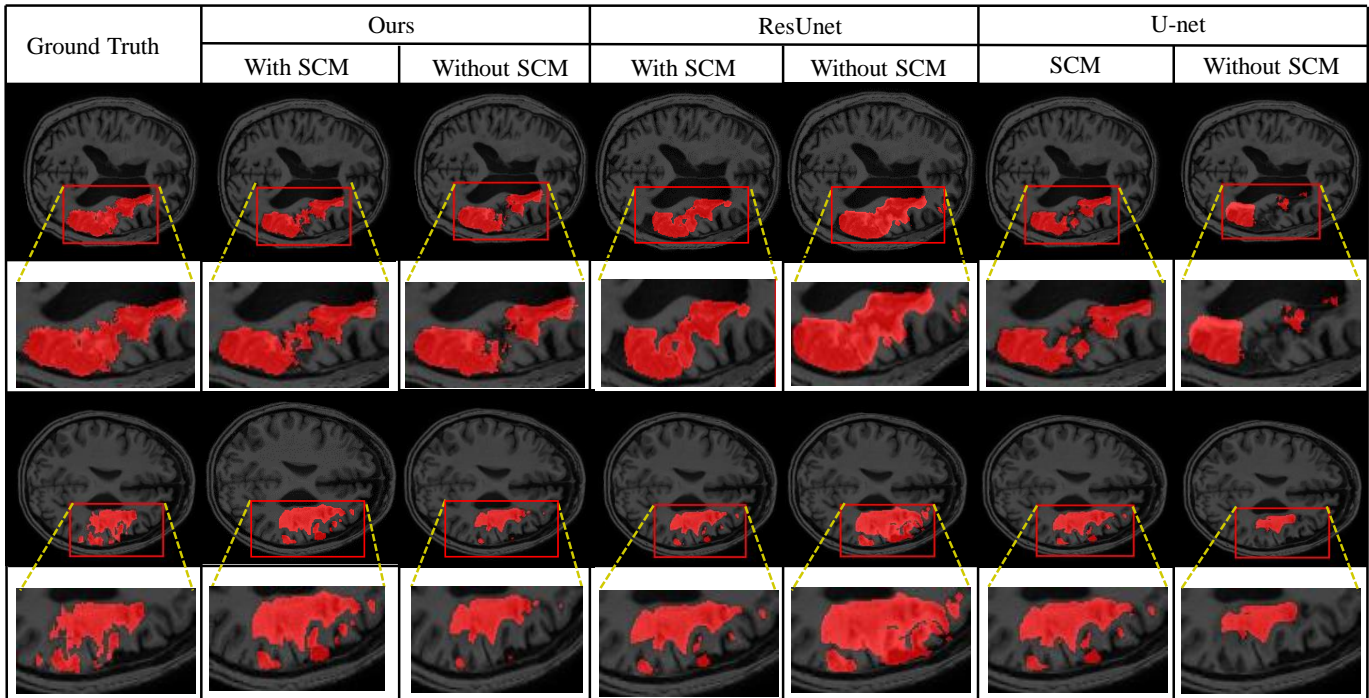 Ground Truth
Ours
ResUnet
U-net
With SCM
Without SCM
With SCM
Without SCM
SCM
Without SCM